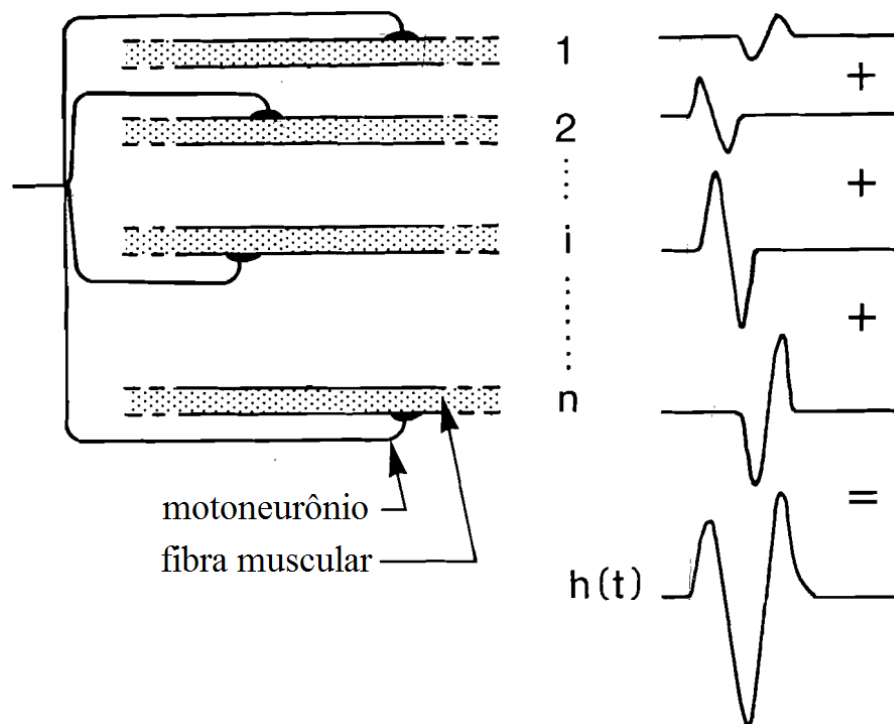 1
+
2
+
i
+
n
=
motoneurônio
fibra muscular
h(t)